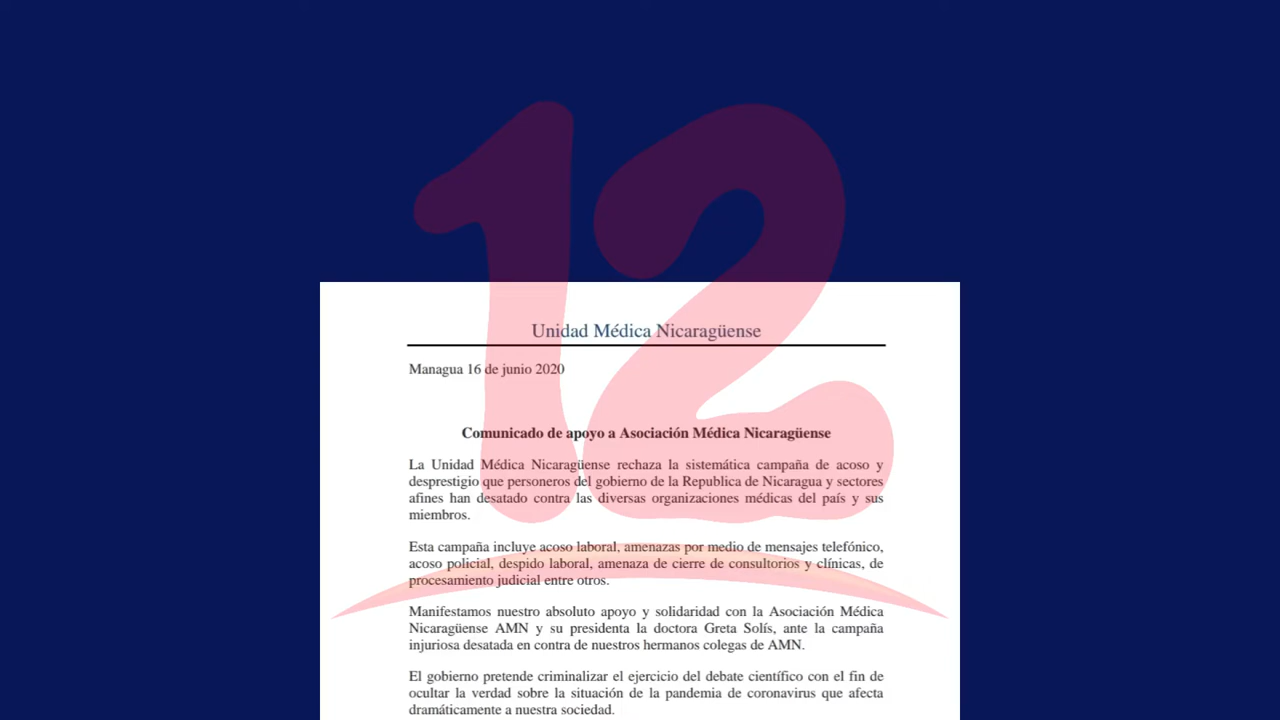 12
Unidad Médica Nicaragüense
Managua 16 de junio 2020
Comunicado de apoyo a Asociación Médica Nicaragüense
La Unidad Médica Nicaragüense rechaza la sistemática campaña de acoso y
desprestigio que personeros del gobierno de la Republica de Nicaragua y sectores
afines han desatado contra las diversas organizaciones médicas del país y sus
miembros.
Esta campaña incluye acoso laboral, amenazas por medio de mensajes telefónico,
acoso policial, despido laboral, amenaza de cierre de consultorios y clínicas, de
procesamiento judicial entre otros.
Manifestamos nuestro absoluto apoyo y solidaridad con la Asociación Médica
Nicaragüense AMN y su presidenta la doctora Greta Solís, ante la campaña
injuriosa desatada en contra de nuestros hermanos colegas de AMN.
El gobierno pretende criminalizar el ejercicio del debate científico con el fin de
ocultar la verdad sobre la situación de la pandemia de coronavirus que afecta
dramáticamente a nuestra sociedad.